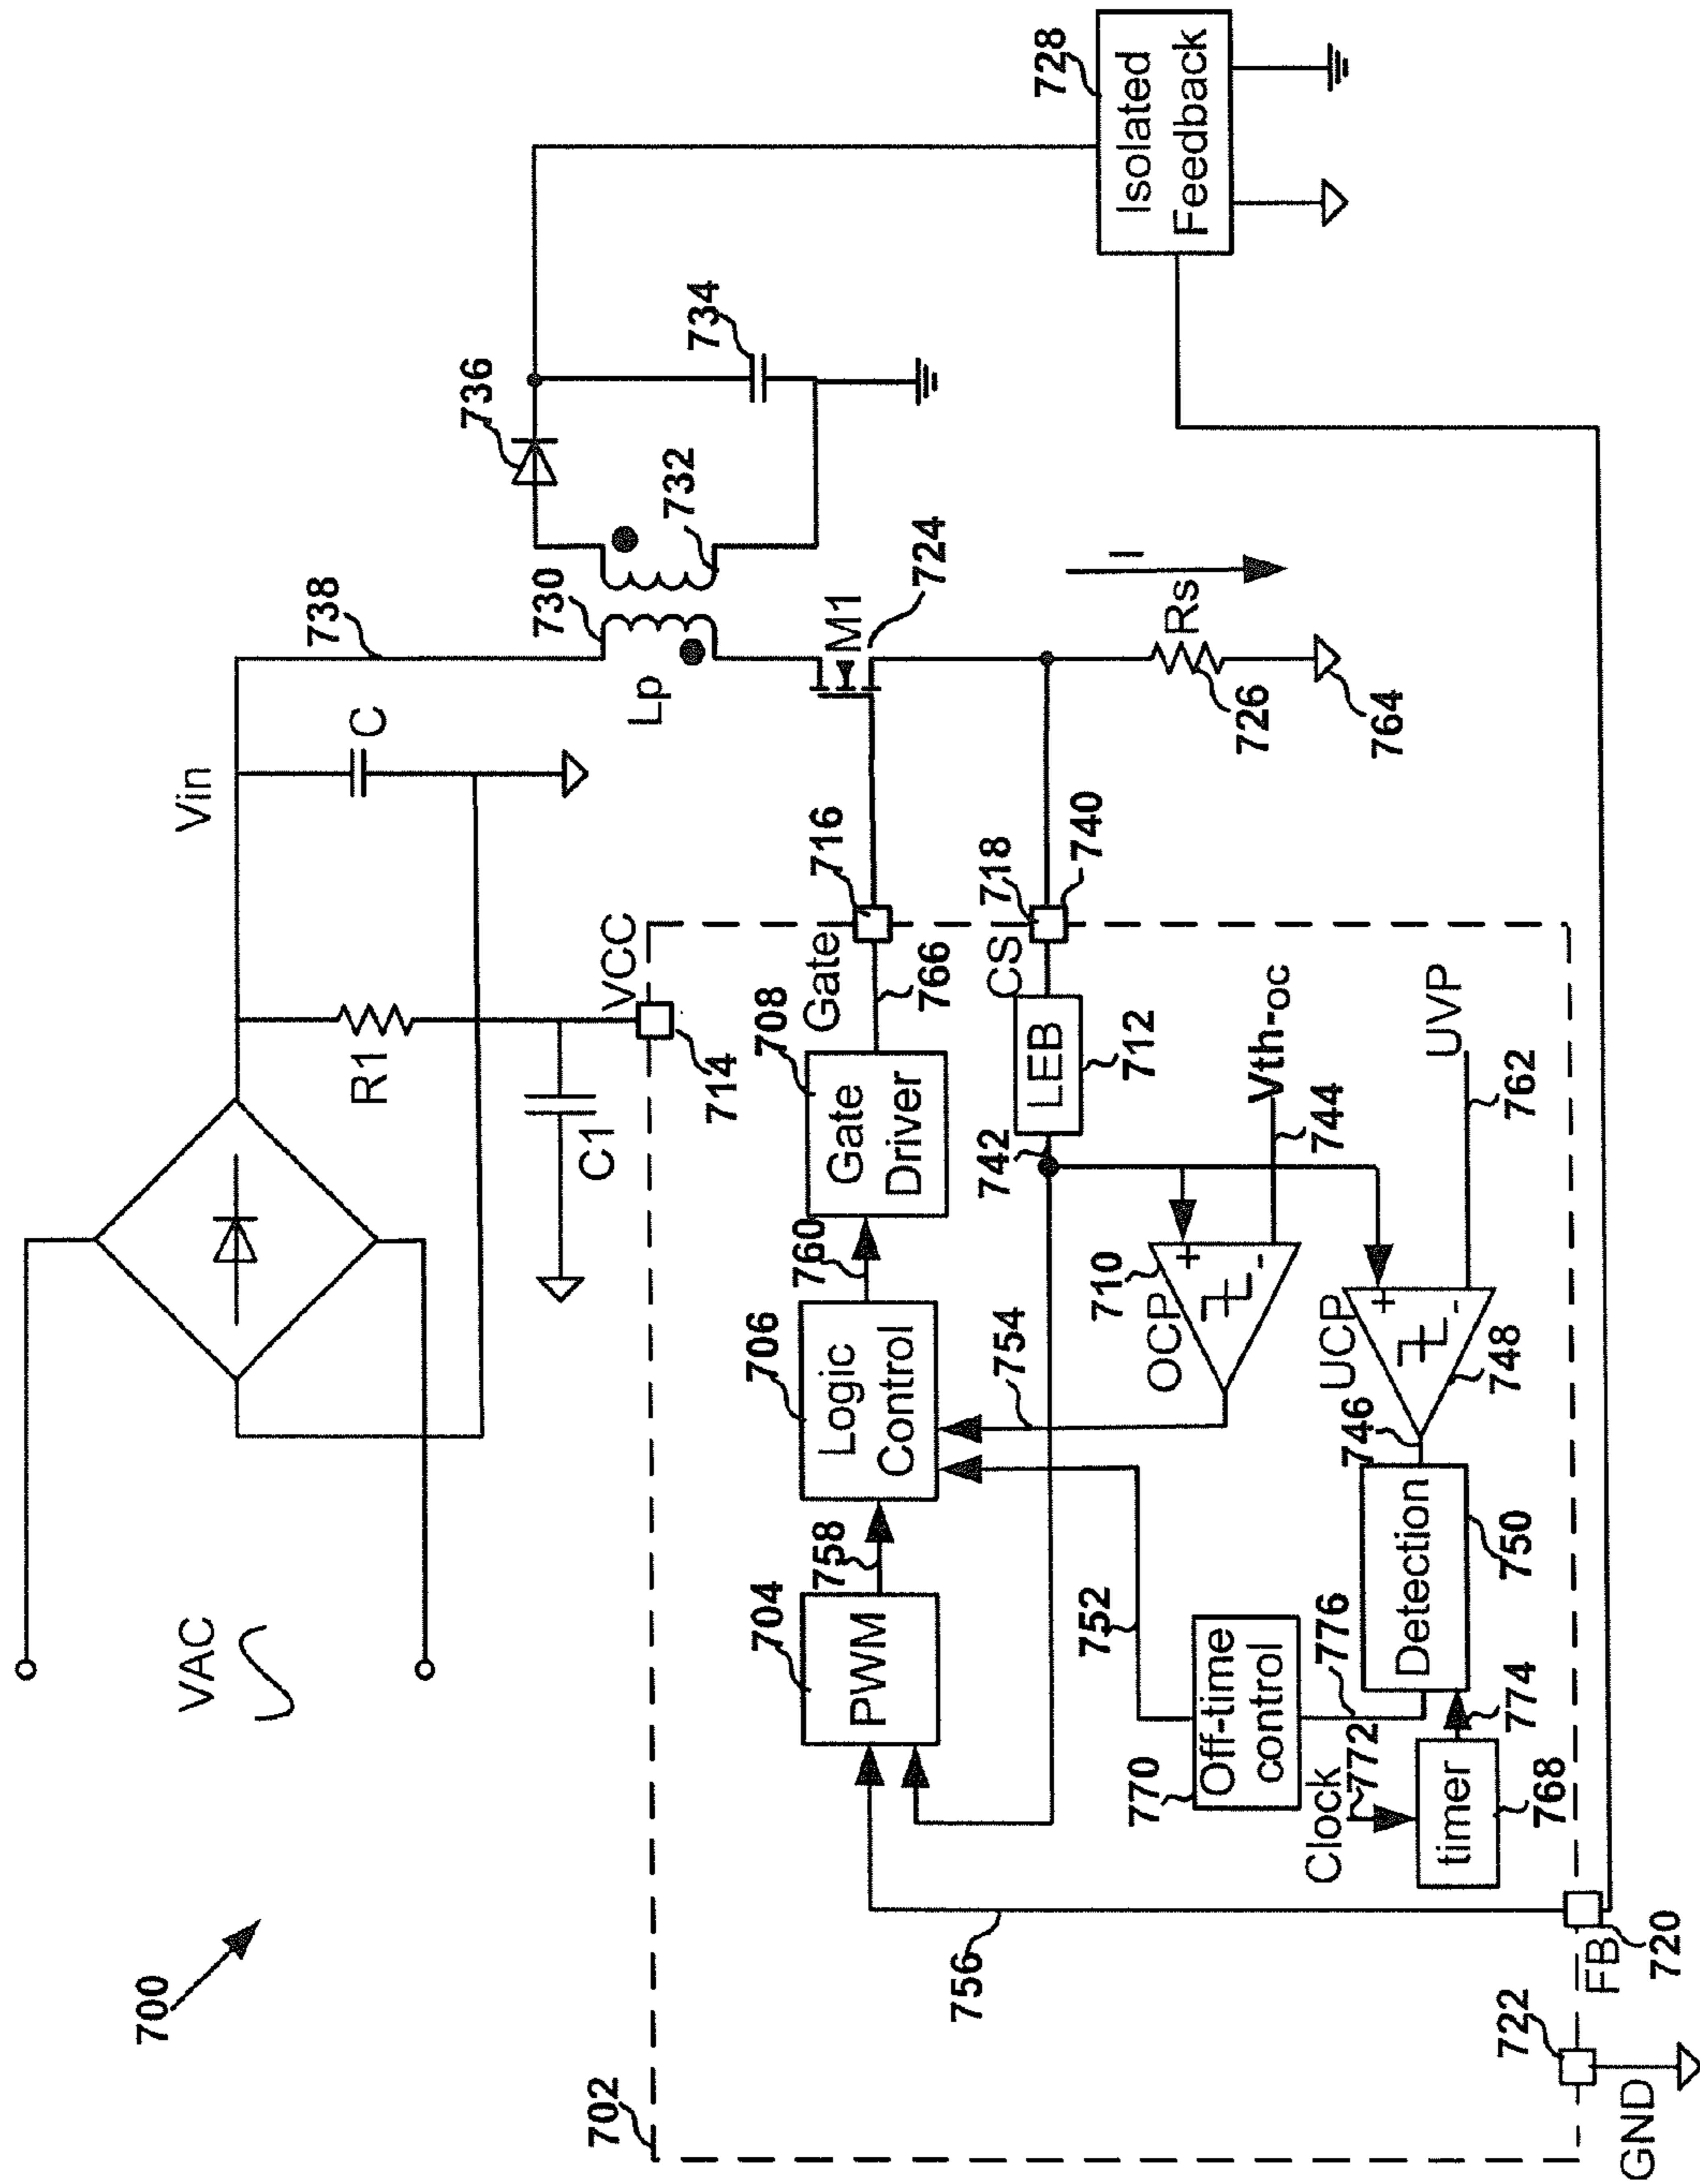 700
VAC
Vin
738
C
R1
VCC
714
C1
702
730
Lp
732
736
734
M1
724
I
Rs
726
764
728
Isolated
Feedback
704
PWM
758
706
Logic
Control
760
708
Gate
Driver
766
Gate
716
718
740
CS
LEB
712
742
Vth-oc
744
710
OCP
754
752
UVP
762
UCP
748
746
Detection
750
776
770
Off-time
control
Clock
772
774
timer
768
756
FB
720
722
GND